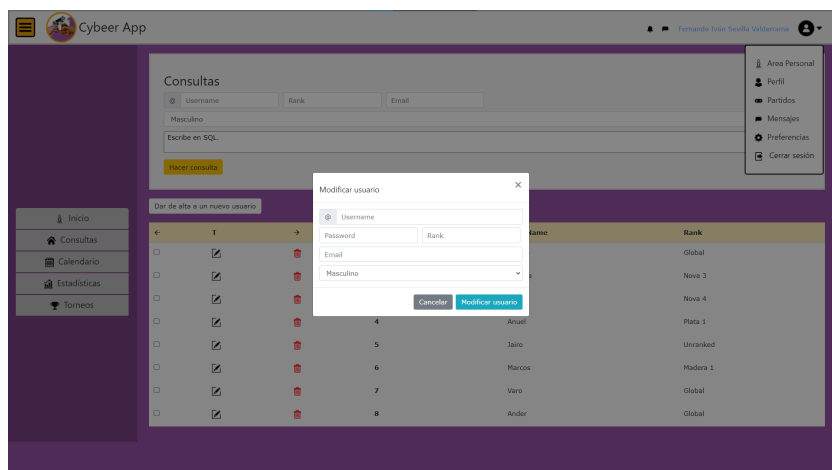 Cybeer App
Fernando Iván Sevilla Valderrama
Area Personal
Perfil
Partidos
Mensajes
Preferencias
Cerrar sesión
Consultas
@ Username Rank Email
Masculino
Escribe en SQL.
Hacer consulta
Dar de alta a un nuevo usuario
Inicio
Consultas
Calendario
Estadísticas
Torneos
Modificar usuario ×
@ Username
Password Rank
Email
Masculino
Cancelar Modificar usuario
← T → Rank
Global
Nova 3
Nova 4
4 Anuel Plata 1
5 Jairo Unranked
6 Marcos Madera 1
7 Varo Global
8 Ander Global